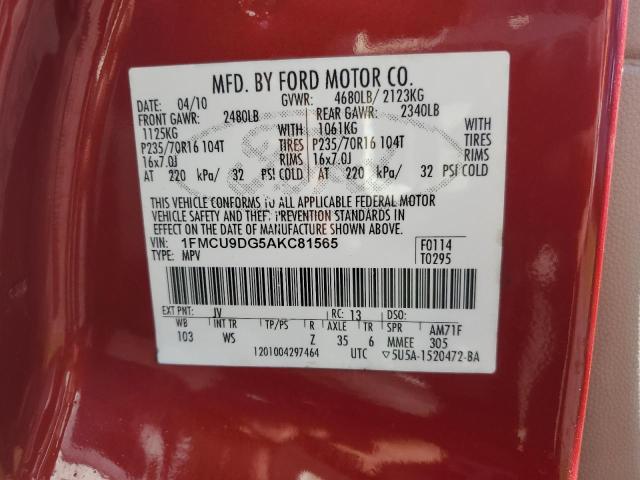 MFD. BY FORD MOTOR CO.
DATE: 04/10 GVWR: 4680LB/ 2123KG
FRONT GAWR: 2480LB REAR GAWR: 2340LB
1125KG WITH 1061KG WITH
P235/70R16 104T TIRES P235/70R16 104T TIRES
16x7.0J RIMS 16x7.0J RIMS
AT 220 kPa/ 32 PSI COLD AT 220 kPa/ 32 PSI COLD
THIS VEHICLE CONFORMS TO ALL APPLICABLE FEDERAL MOTOR
VEHICLE SAFETY AND THEFT PREVENTION STANDARDS IN
EFFECT ON THE DATE OF MANUFACTURE SHOWN ABOVE.
VIN: 1FMCU9DG5AKC81565 F0114
TYPE: MPV T0295
EXT PNT: JV RC: 13 DSO:
WB INT TR TP/PS R AXLE TR SPR AM71F
103 WS Z 35 6 MMEE 305
1201004297464 UTC ▽5U5A-1520472-BA